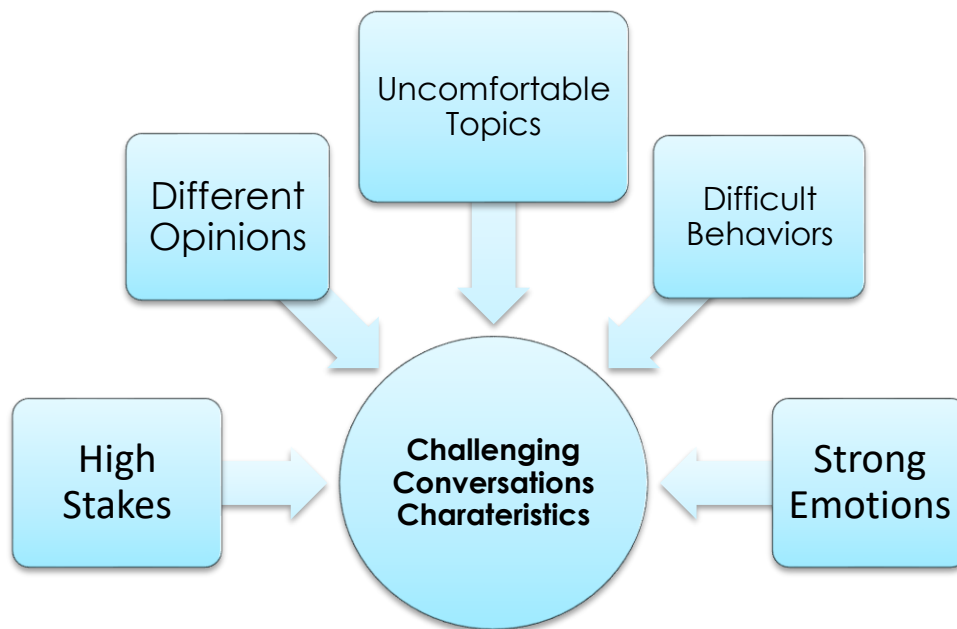 Uncomfortable
Topics
Different
Opinions
Difficult
Behaviors
High
Stakes
Challenging
Conversations
Charateristics
Strong
Emotions